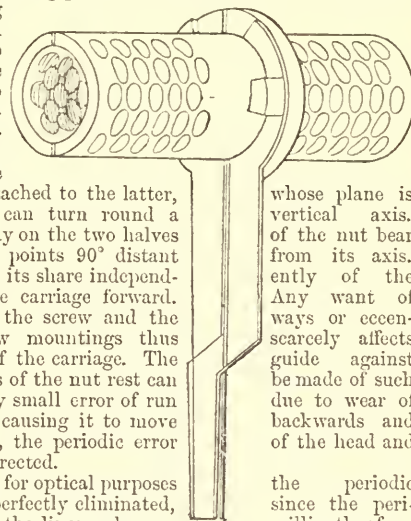 g
tached to the latter, whose plane is
can turn round a vertical axis.
y on the two halves of the nut bear
points 90° distant from its axis.
its share independ- ently of the
e carriage forward. Any want of
the screw and the ways or eccen-
w mountings thus scarcely affects
f the carriage. The guide against
s of the nut rest can be made of such
y small error of run due to wear of
causing it to move backwards and
, the periodic error of the head and
rected.
for optical purposes the periodic
perfectly eliminated, since the peri-